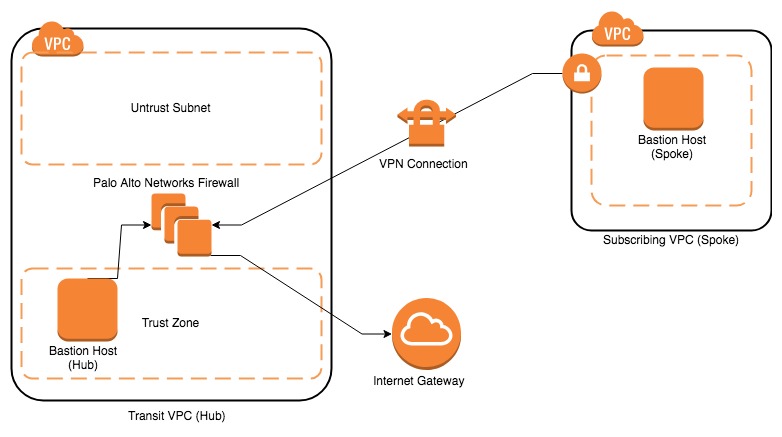 VPC
Untrust Subnet
Palo Alto Networks Firewall
Trust Zone
Bastion Host
(Hub)
Transit VPC (Hub)
VPN Connection
Internet Gateway
VPC
Bastion Host
(Spoke)
Subscribing VPC (Spoke)